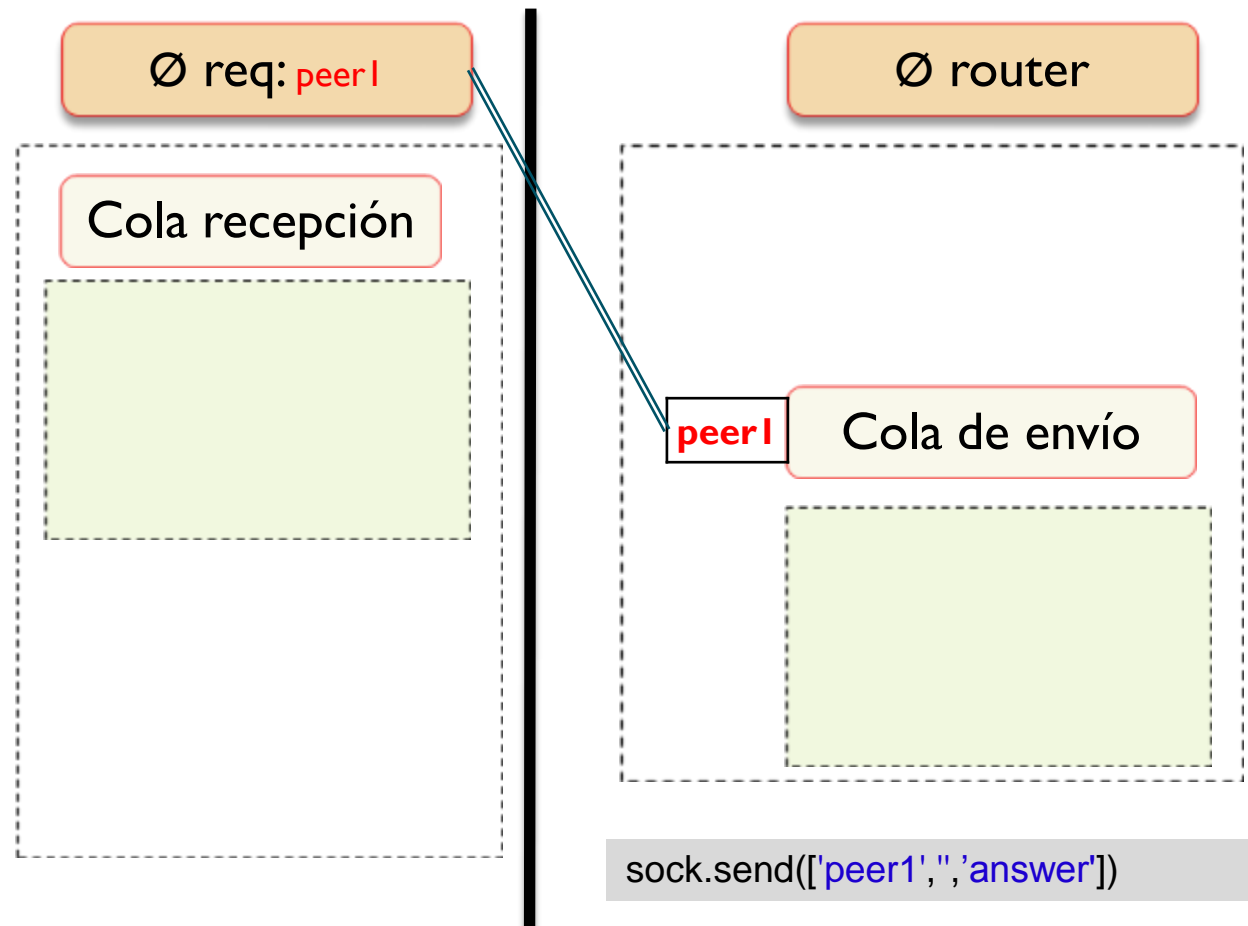 Ø req: peer1
Ø router
Cola recepción
peer1
Cola de envío
sock.send(['peer1','',’answer'])